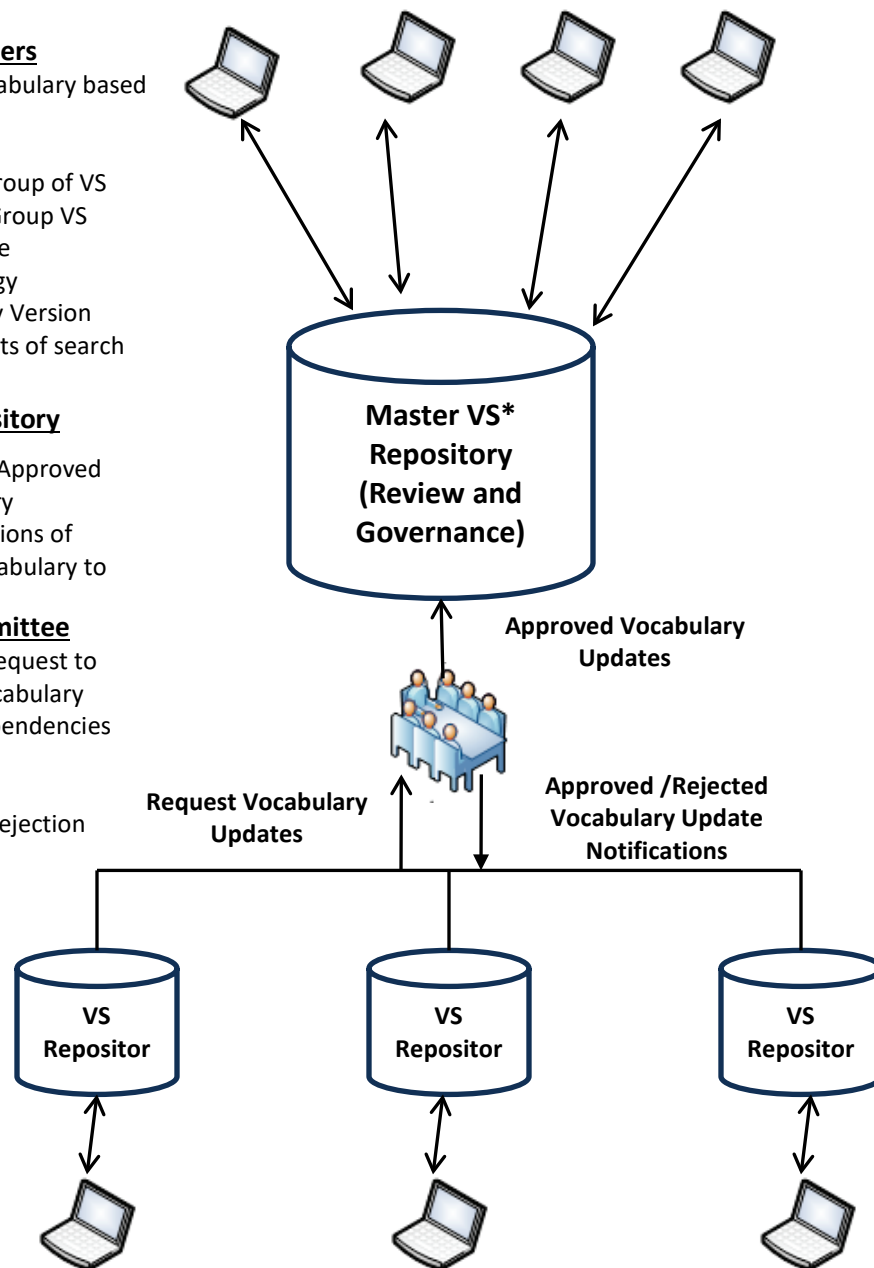 ers
abulary based
roup of VS
Group VS
e
gy
y Version
ts of search
sitory
Approved
ry
ions of
abulary to
mittee
equest to
cabulary
pendencies
ejection
Master VS*
Repository
(Review and
Governance)
Approved Vocabulary
Updates
Request Vocabulary
Updates
Approved /Rejected
Vocabulary Update
Notifications
VS
Repositor
VS
Repositor
VS
Repositor